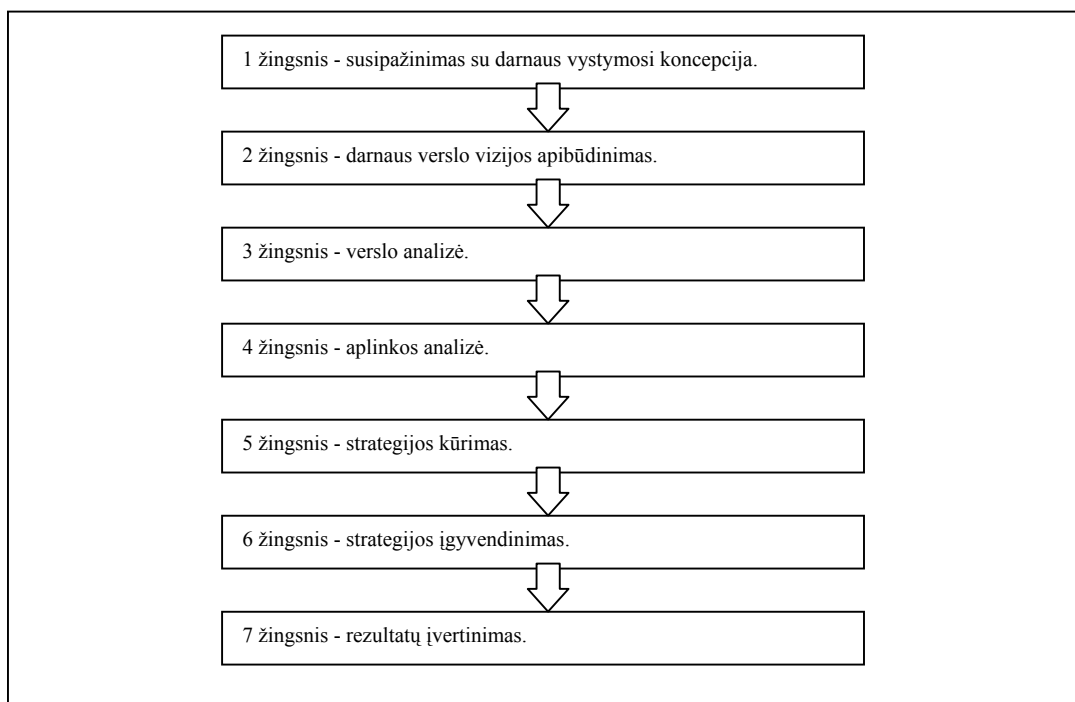 1 žingsnis - susipažinimas su darnaus vystymosi koncepcija.
2 žingsnis - darnaus verslo vizijos apibūdinimas.
3 žingsnis - verslo analizė.
4 žingsnis - aplinkos analizė.
5 žingsnis - strategijos kūrimas.
6 žingsnis - strategijos įgyvendinimas.
7 žingsnis - rezultatų įvertinimas.